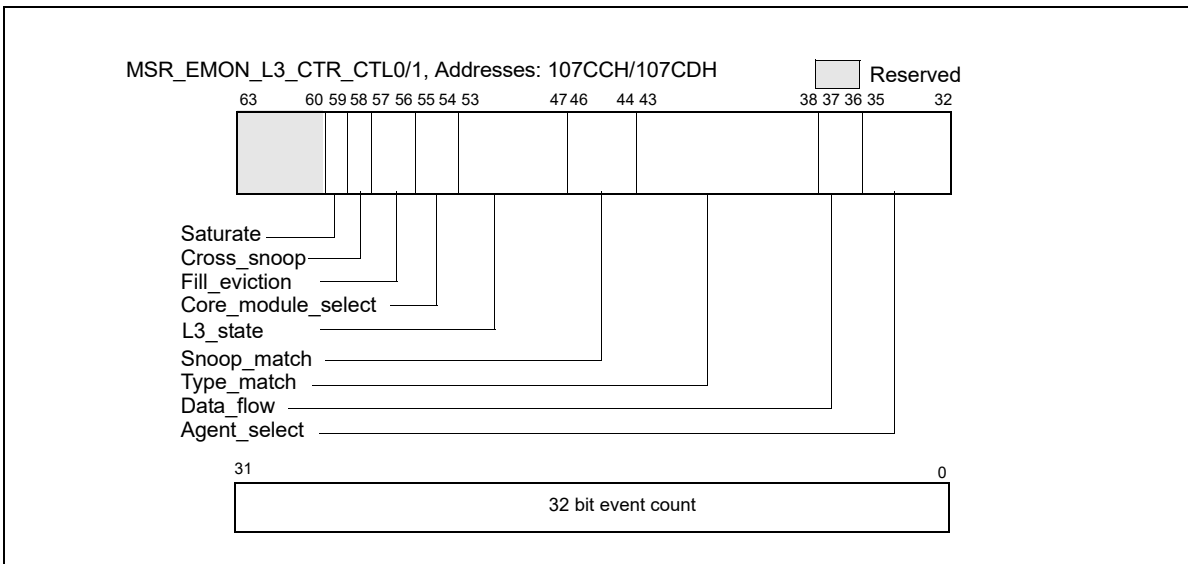 MSR_EMON_L3_CTR_CTL0/1, Addresses: 107CCH/107CDH
Reserved
63 60 59 58 57 56 55 54 53 47 46 44 43 38 37 36 35 32
Saturate
Cross_snoop
Fill_eviction
Core_module_select
L3_state
Snoop_match
Type_match
Data_flow
Agent_select
31 0
32 bit event count